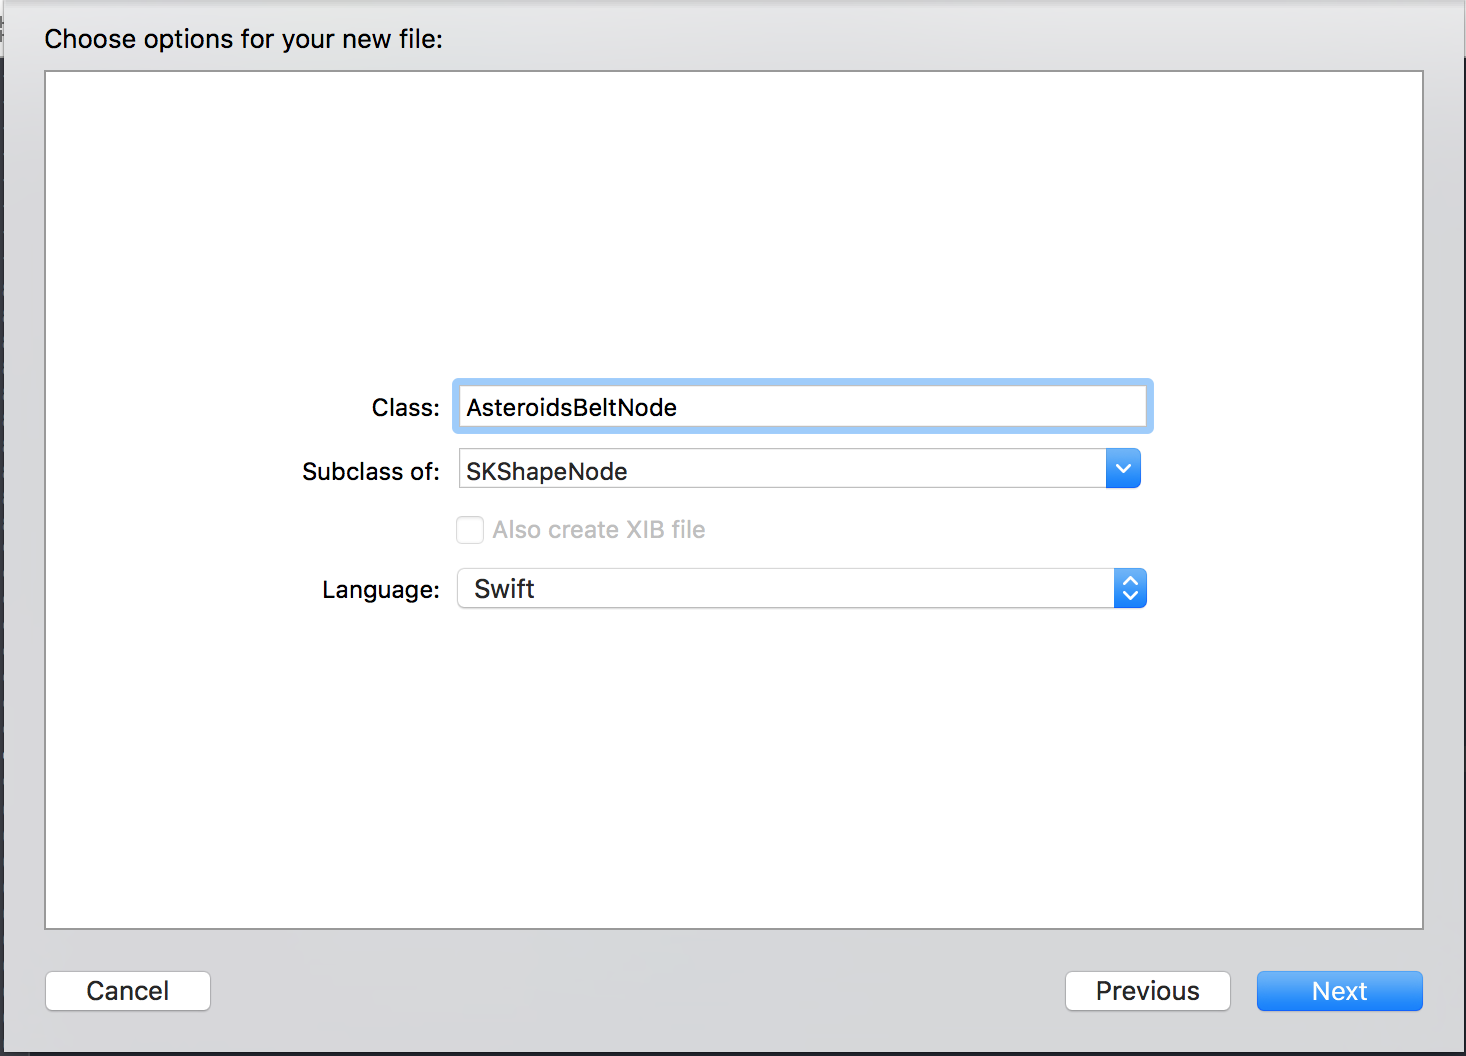 Choose options for your new file:
Class: AsteroidsBeltNode
Subclass of: SKShapeNode
Also create XIB file
Language: Swift
Cancel Previous Next